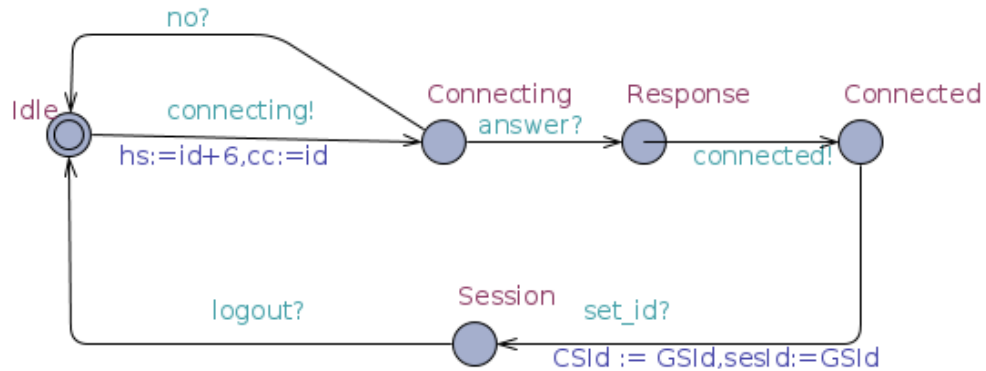 no?
Idle
connecting!
hs:=id+6,cc:=id
Connecting
answer?
Response
connected!
Connected
logout?
Session
set_id?
CSId := GSId,sesId:=GSId